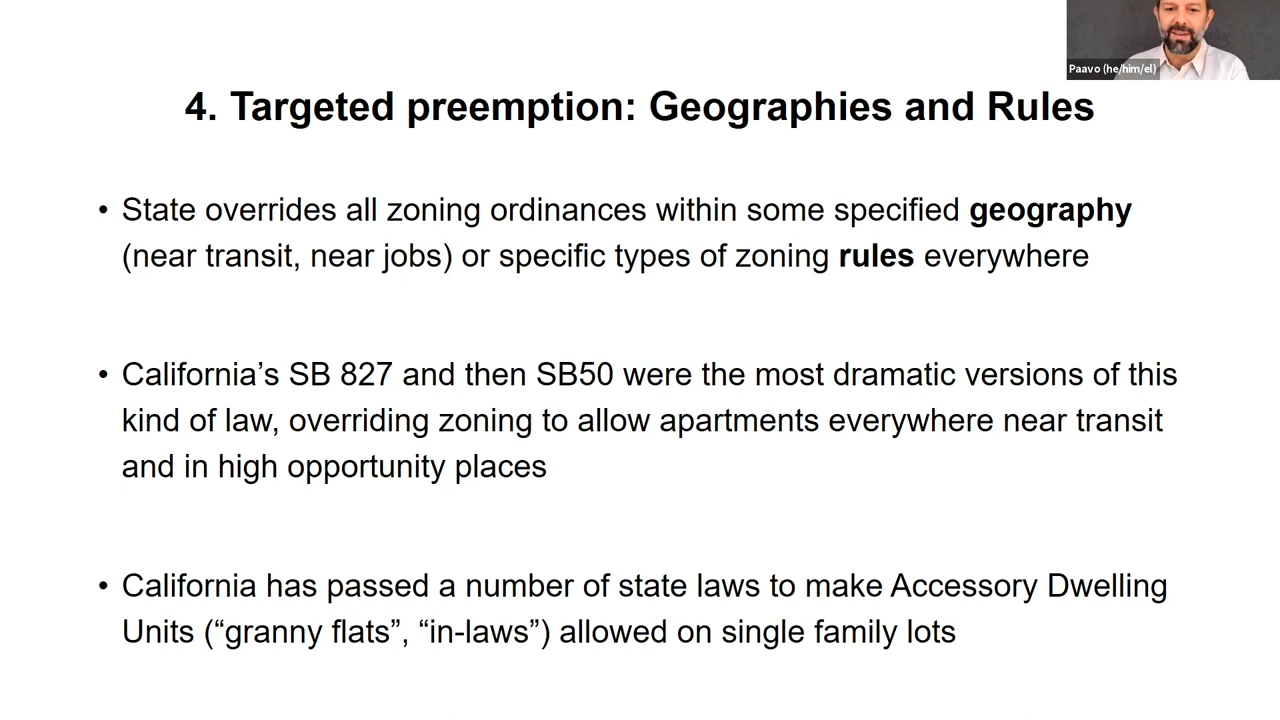 Paavo (he/him/el)
4. Targeted preemption: Geographies and Rules
• State overrides all zoning ordinances within some specified geography
(near transit, near jobs) or specific types of zoning rules everywhere
• California’s SB 827 and then SB50 were the most dramatic versions of this
kind of law, overriding zoning to allow apartments everywhere near transit
and in high opportunity places
• California has passed a number of state laws to make Accessory Dwelling
Units (“granny flats”, “in-laws”) allowed on single family lots